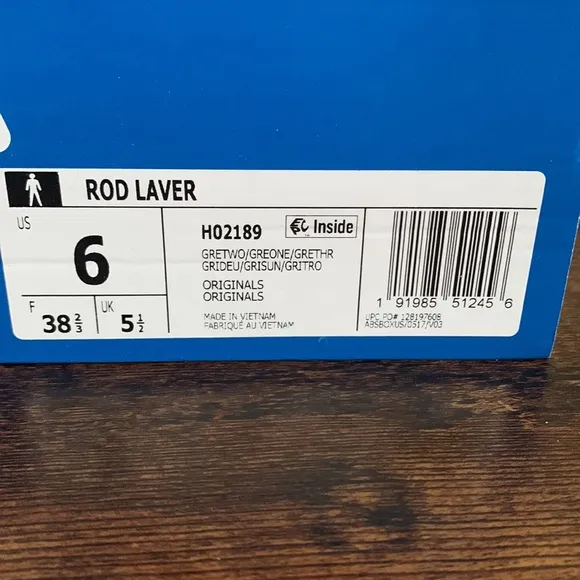 ROD LAVER
US
6
F
38 2/3
UK
5 1/2
H02189
Inside
GRETWO/GREONE/GRETHR
GRIDEU/GRISUN/GRITRO
ORIGINALS
ORIGINALS
MADE IN VIETNAM
FABRIQUÉ AU VIETNAM
1 91985 51245 6
UPC PO# 128197608
ABSBOXUS/0517/V03